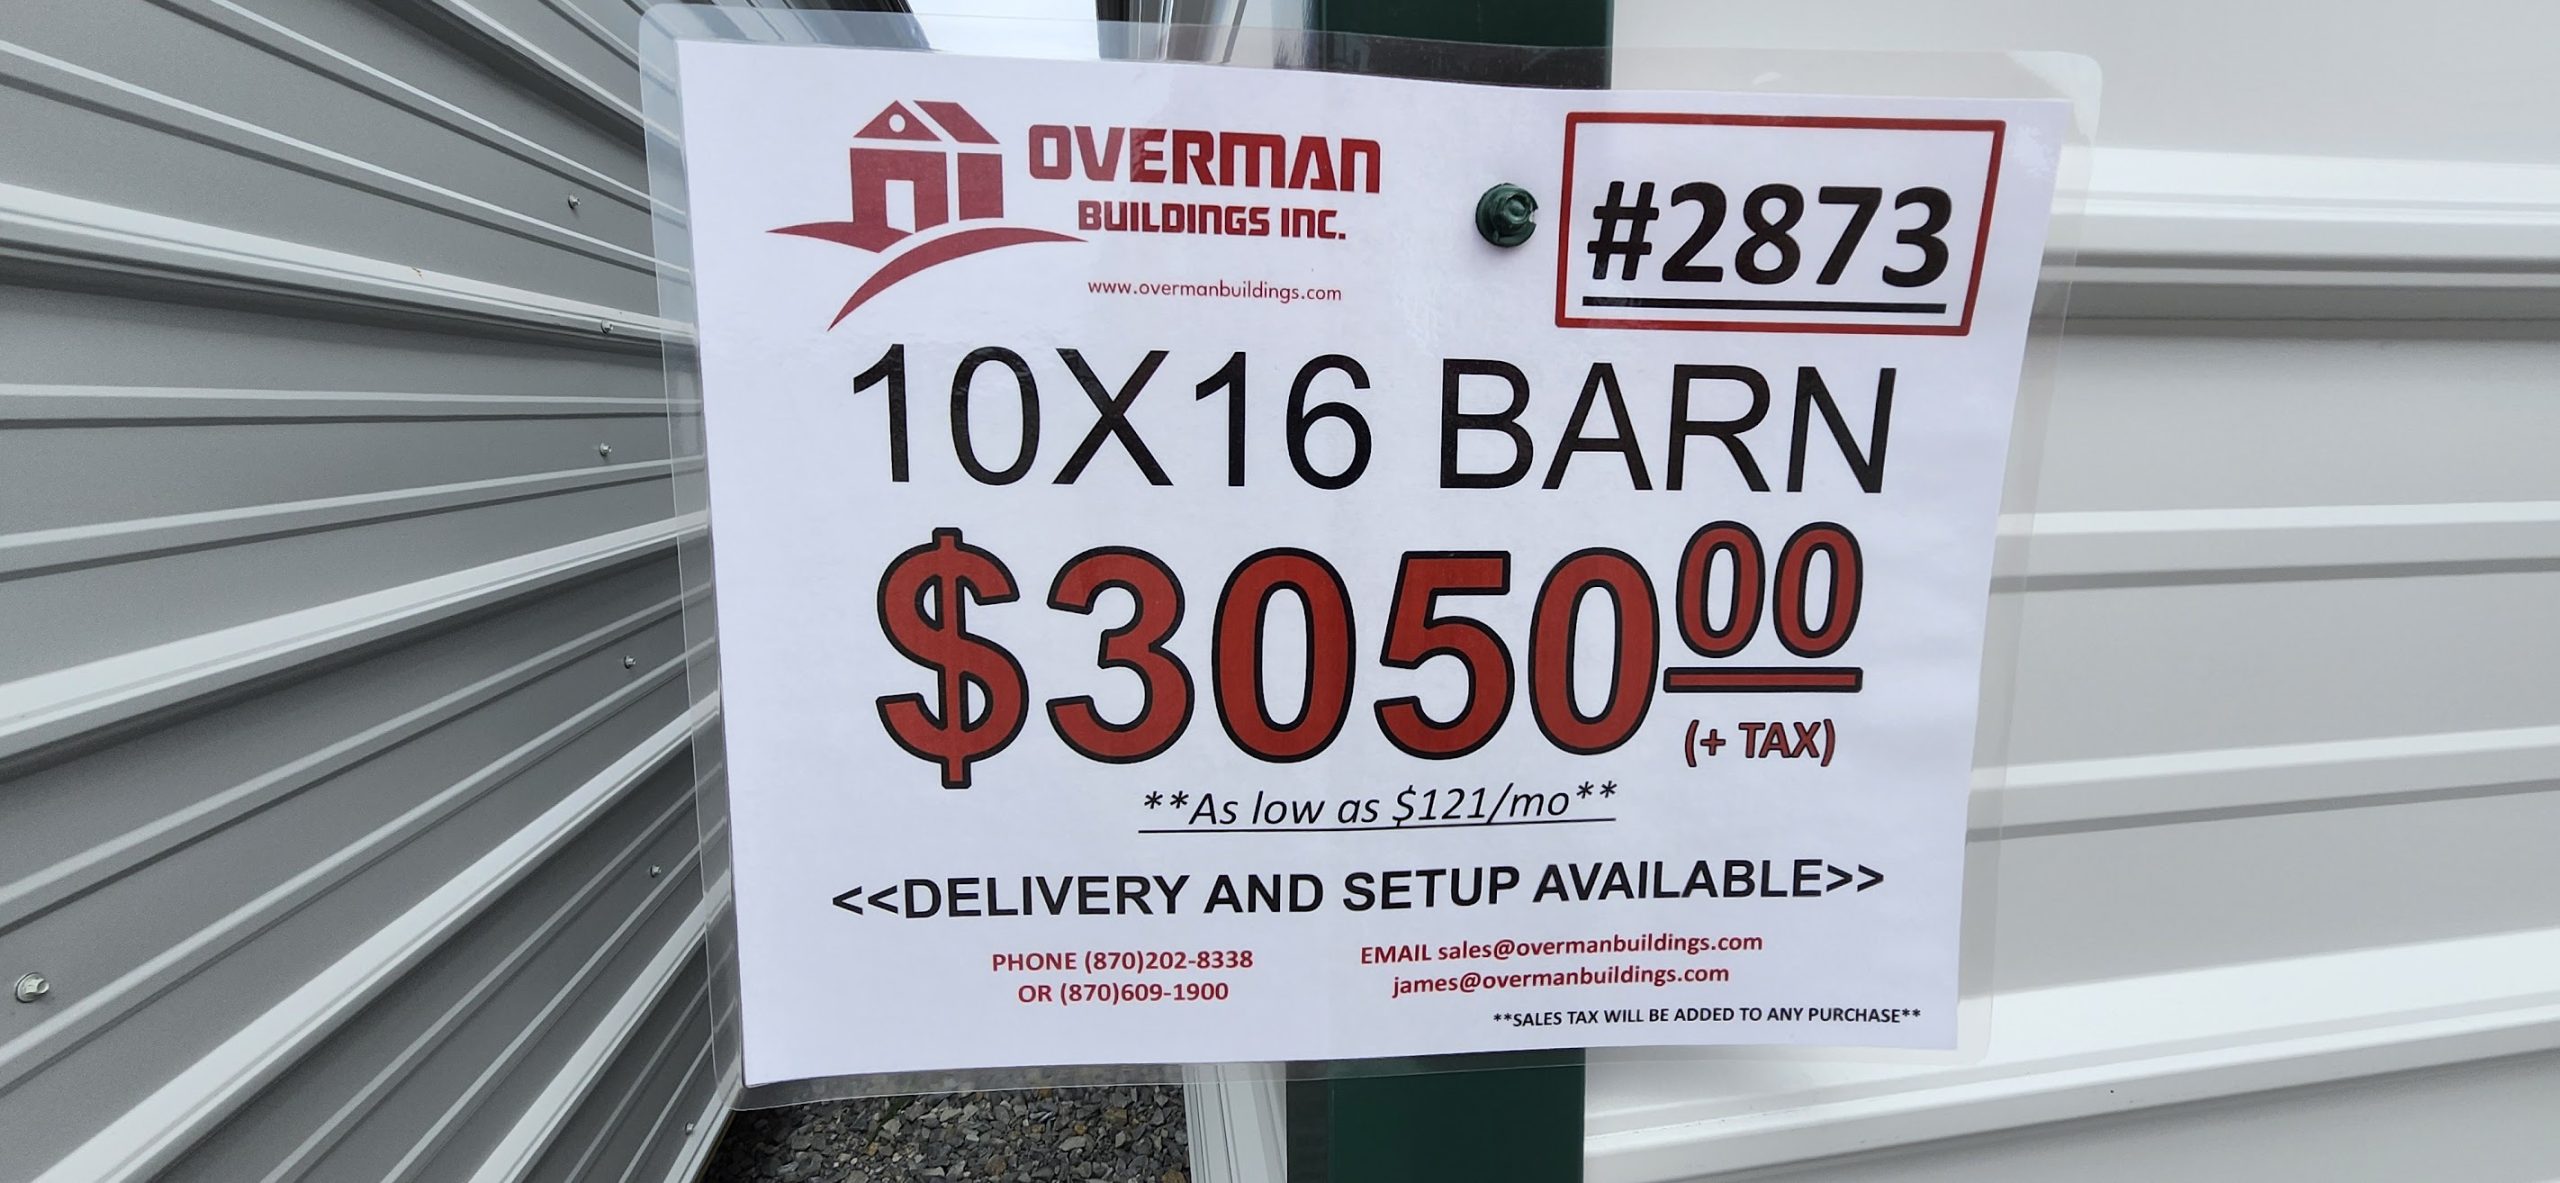 OVERMAN
BUILDINGS INC.
www.overmanbuildings.com
#2873
10X16 BARN
$305000
(+ TAX)
**As low as $121/mo**
<<DELIVERY AND SETUP AVAILABLE>>
PHONE (870)202-8338
OR (870)609-1900
EMAIL sales@overmanbuildings.com
james@overmanbuildings.com
**SALES TAX WILL BE ADDED TO ANY PURCHASE**